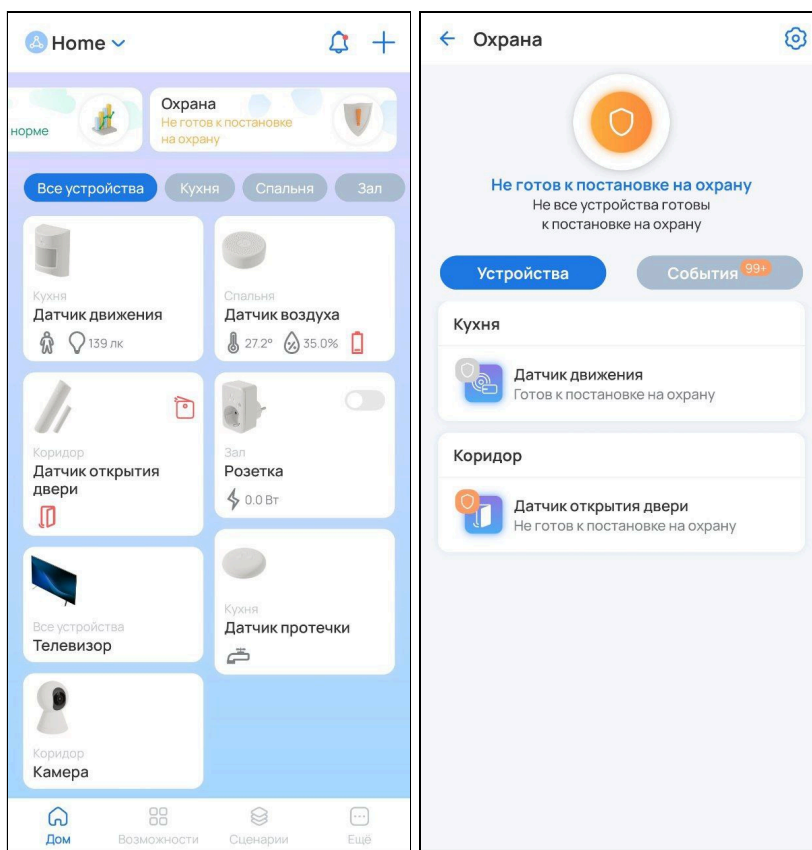 Home
норме
Охрана
Не готов к постановке
на охрану
Все устройства
Кухня
Спальня
Зал
Кухня
Датчик движения
139 лк
Спальня
Датчик воздуха
27.2°
35.0%
Коридор
Датчик открытия
двери
Зал
Розетка
0.0 Вт
Все устройства
Телевизор
Кухня
Датчик протечки
Коридор
Камера
Дом
Возможности
Сценарии
Ещё
Охрана
Не готов к постановке на охрану
Не все устройства готовы
к постановке на охрану
Устройства
События 99+
Кухня
Датчик движения
Готов к постановке на охрану
Коридор
Датчик открытия двери
Не готов к постановке на охрану